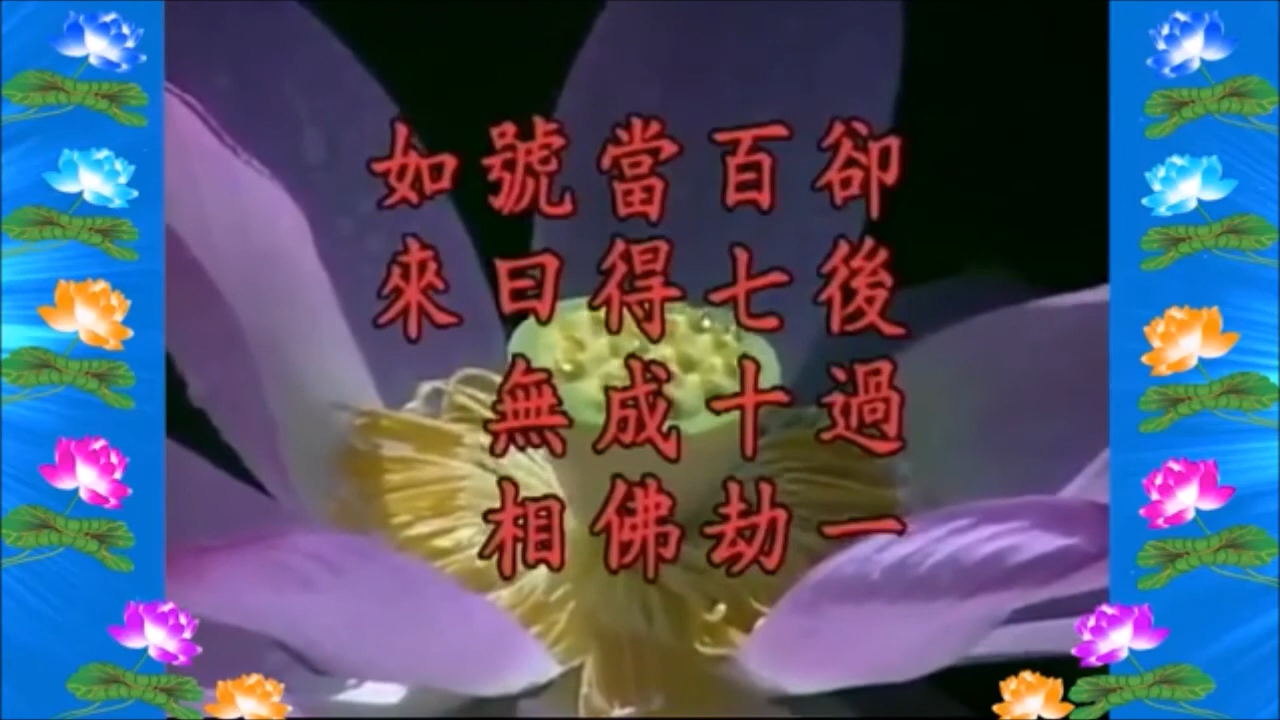 卻後過一
百七十劫
當得成佛
號曰無相
如來